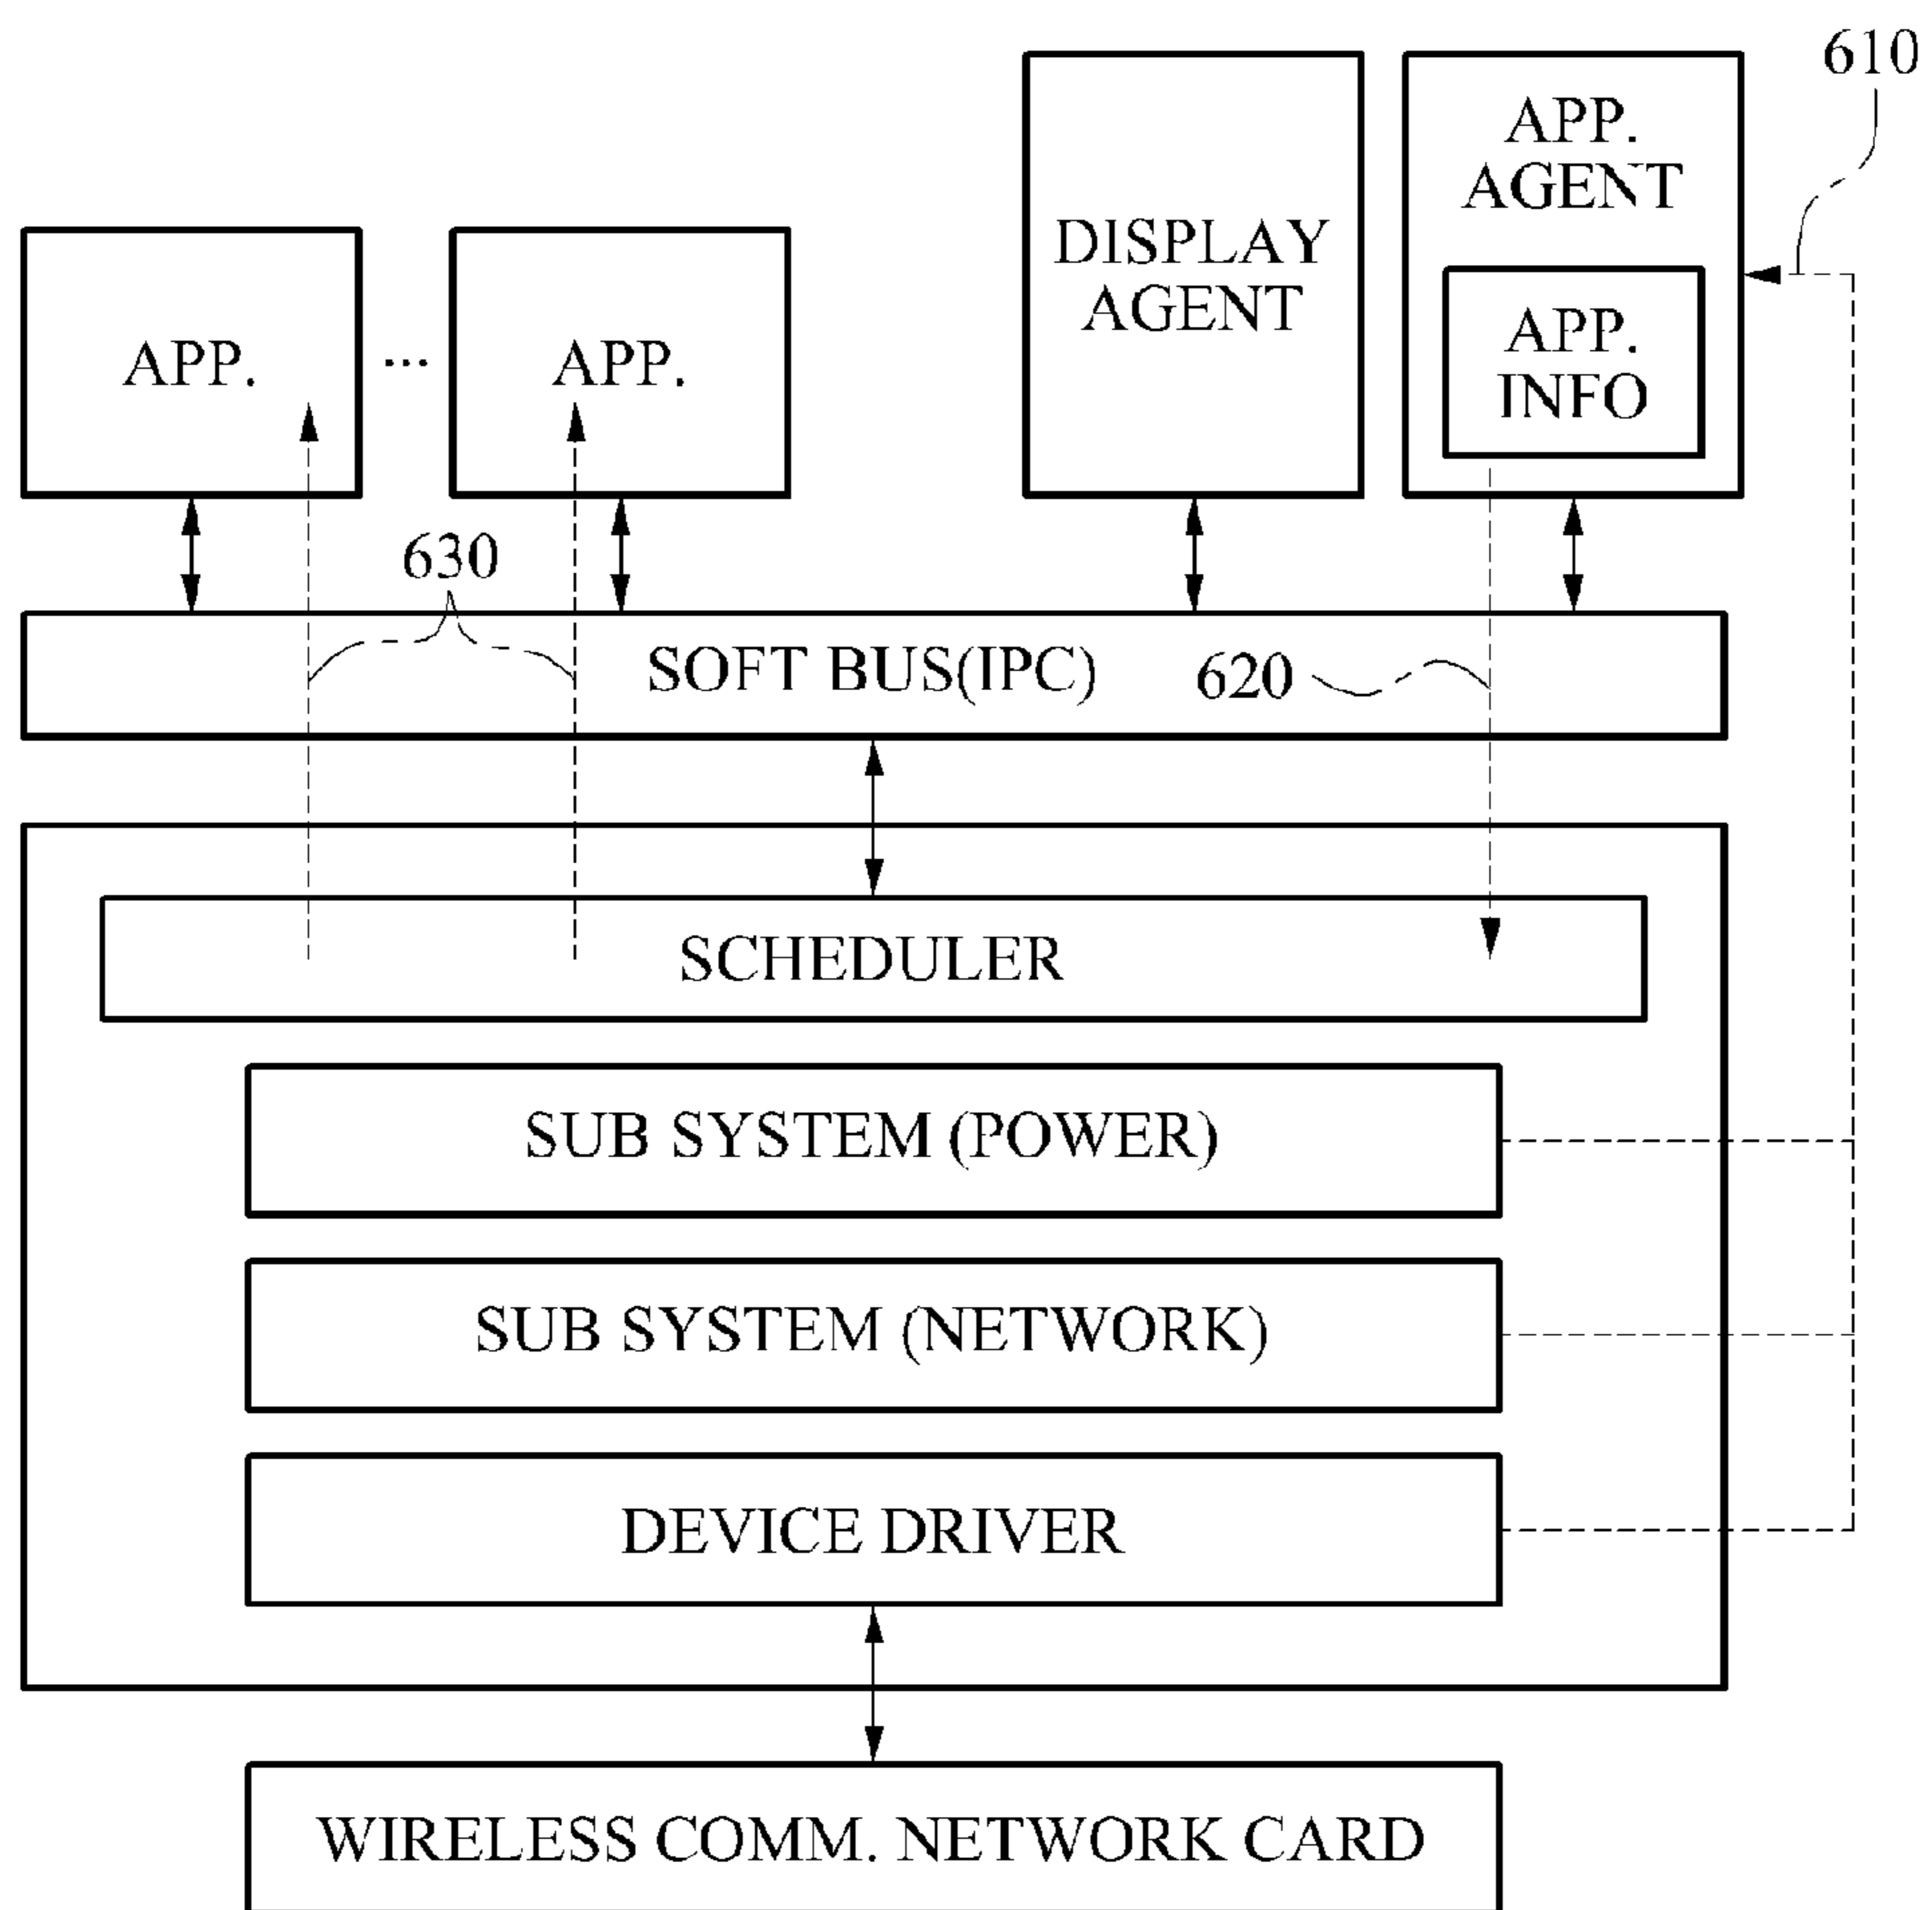 610
APP.
AGENT
DISPLAY
AGENT
APP.
INFO
APP.
...
APP.
630
SOFT BUS(IPC)
620
SCHEDULER
SUB SYSTEM (POWER)
SUB SYSTEM (NETWORK)
DEVICE DRIVER
WIRELESS COMM. NETWORK CARD